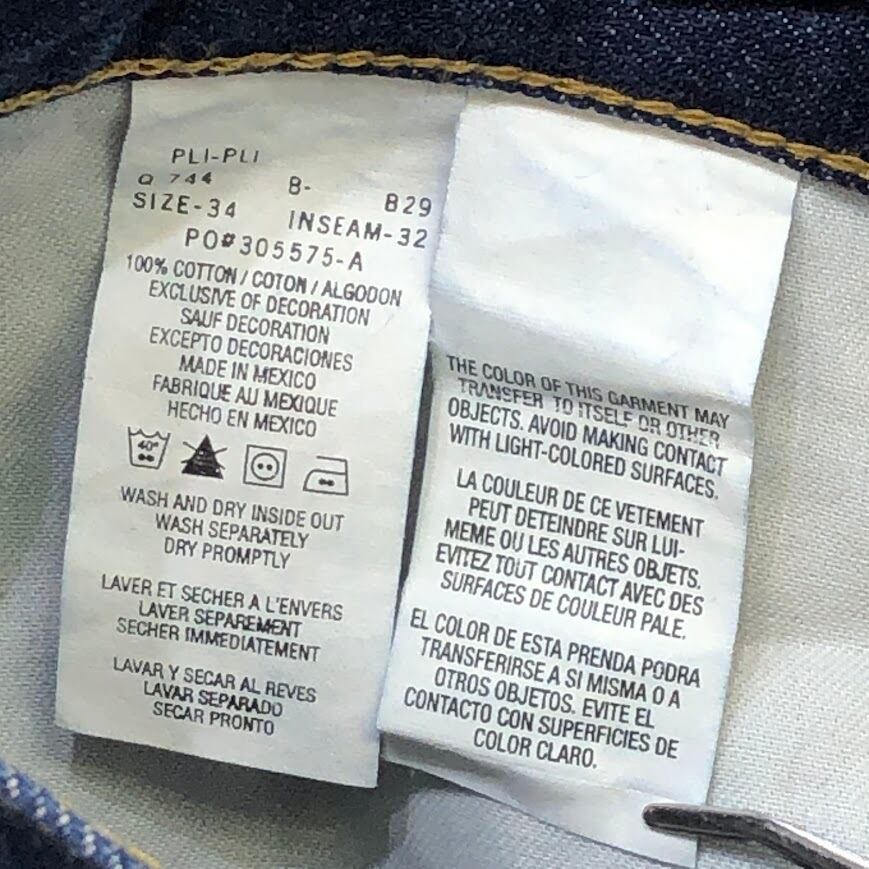 PLI-PLI
Q 744 B- B29
SIZE-34 INSEAM-32
PO#305575-A
100% COTTON / COTON / ALGODON
EXCLUSIVE OF DECORATION
SAUF DECORATION
EXCEPTO DECORACIONES
MADE IN MEXICO
FABRIQUE AU MEXIQUE
HECHO EN MEXICO
40°
WASH AND DRY INSIDE OUT
WASH SEPARATELY
DRY PROMPTLY
LAVER ET SECHER A L'ENVERS
LAVER SEPAREMENT
SECHER IMMEDIATEMENT
LAVAR Y SECAR AL REVES
LAVAR SEPARADO
SECAR PRONTO
THE COLOR OF THIS GARMENT MAY
TRANSFER TO ITSELF OR OTHER
OBJECTS. AVOID MAKING CONTACT
WITH LIGHT-COLORED SURFACES.
LA COULEUR DE CE VETEMENT
PEUT DETEINDRE SUR LUI-
MEME OU LES AUTRES OBJETS.
EVITEZ TOUT CONTACT AVEC DES
SURFACES DE COULEUR PALE.
EL COLOR DE ESTA PRENDA PODRA
TRANSFERIRSE A SI MISMA O A
OTROS OBJETOS. EVITE EL
CONTACTO CON SUPERFICIES DE
COLOR CLARO.